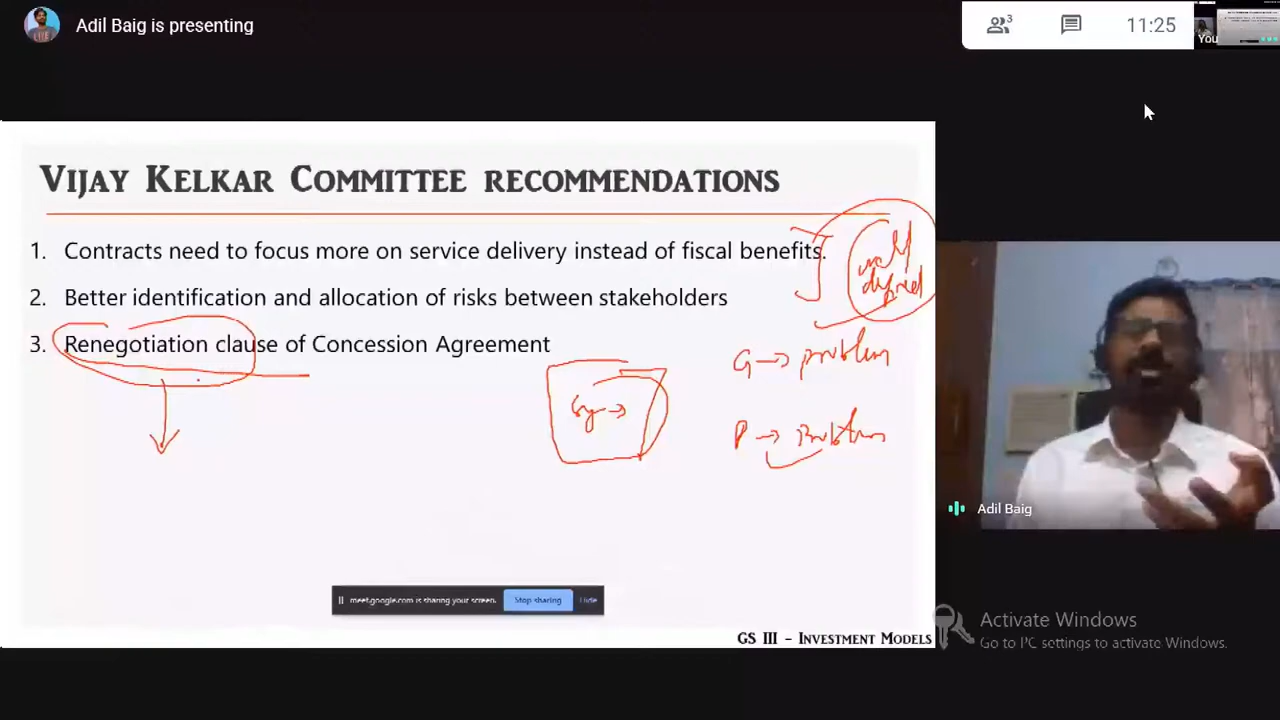 Adil Baig is presenting
3
11:25
You
VIJAY KELKAR COMMITTEE RECOMMENDATIONS
1. Contracts need to focus more on service delivery instead of fiscal benefits.
well
defined
2. Better identification and allocation of risks between stakeholders
3. Renegotiation clause of Concession Agreement
G → problem
P → problem
Adil Baig
meet.google.com is sharing your screen.
Stop sharing
Hide
Activate Windows
Go to PC settings to activate Windows.
GS III - INVESTMENT MODELS